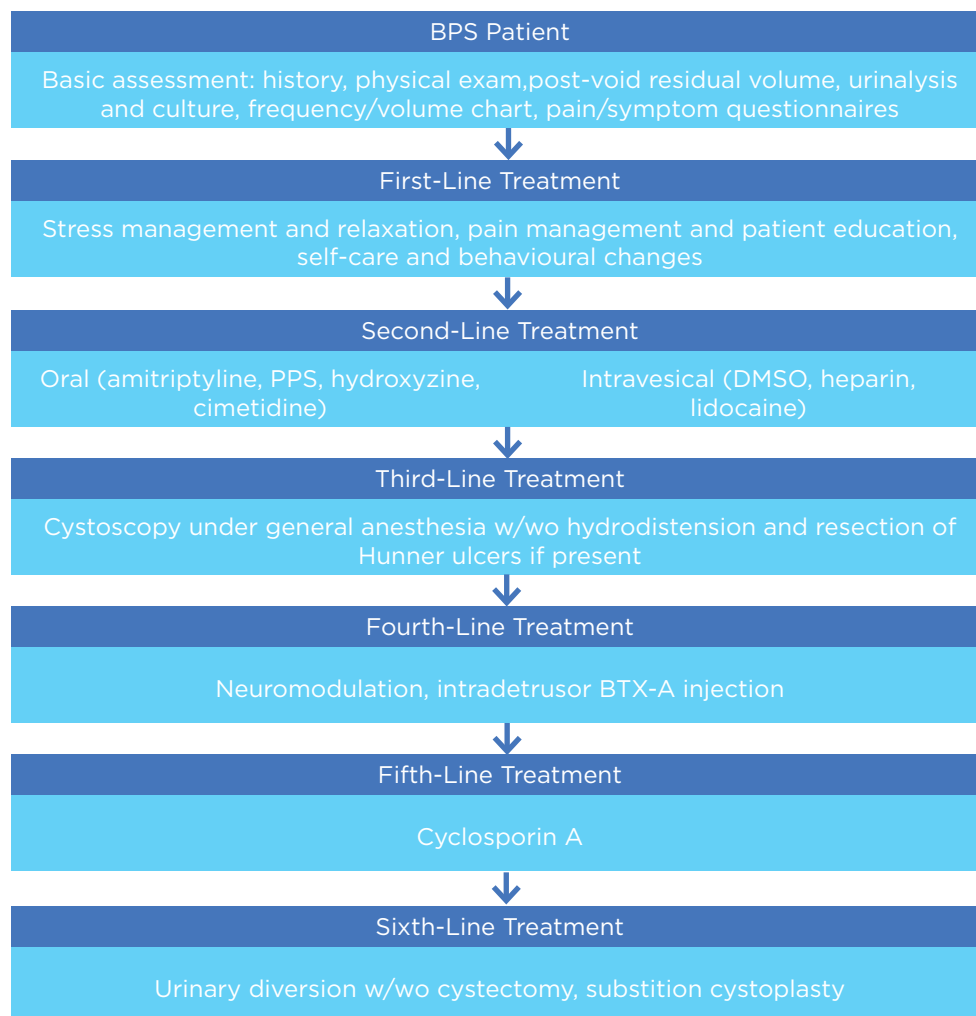 BPS Patient
Basic assessment: history, physical exam,post-void residual volume, urinalysis
and culture, frequency/volume chart, pain/symptom questionnaires
First-Line Treatment
Stress management and relaxation, pain management and patient education,
self-care and behavioural changes
Second-Line Treatment
Oral (amitriptyline, PPS, hydroxyzine,
cimetidine)
Intravesical (DMSO, heparin,
lidocaine)
Third-Line Treatment
Cystoscopy under general anesthesia w/wo hydrodistension and resection of
Hunner ulcers if present
Fourth-Line Treatment
Neuromodulation, intradetrusor BTX-A injection
Fifth-Line Treatment
Cyclosporin A
Sixth-Line Treatment
Urinary diversion w/wo cystectomy, substition cystoplasty